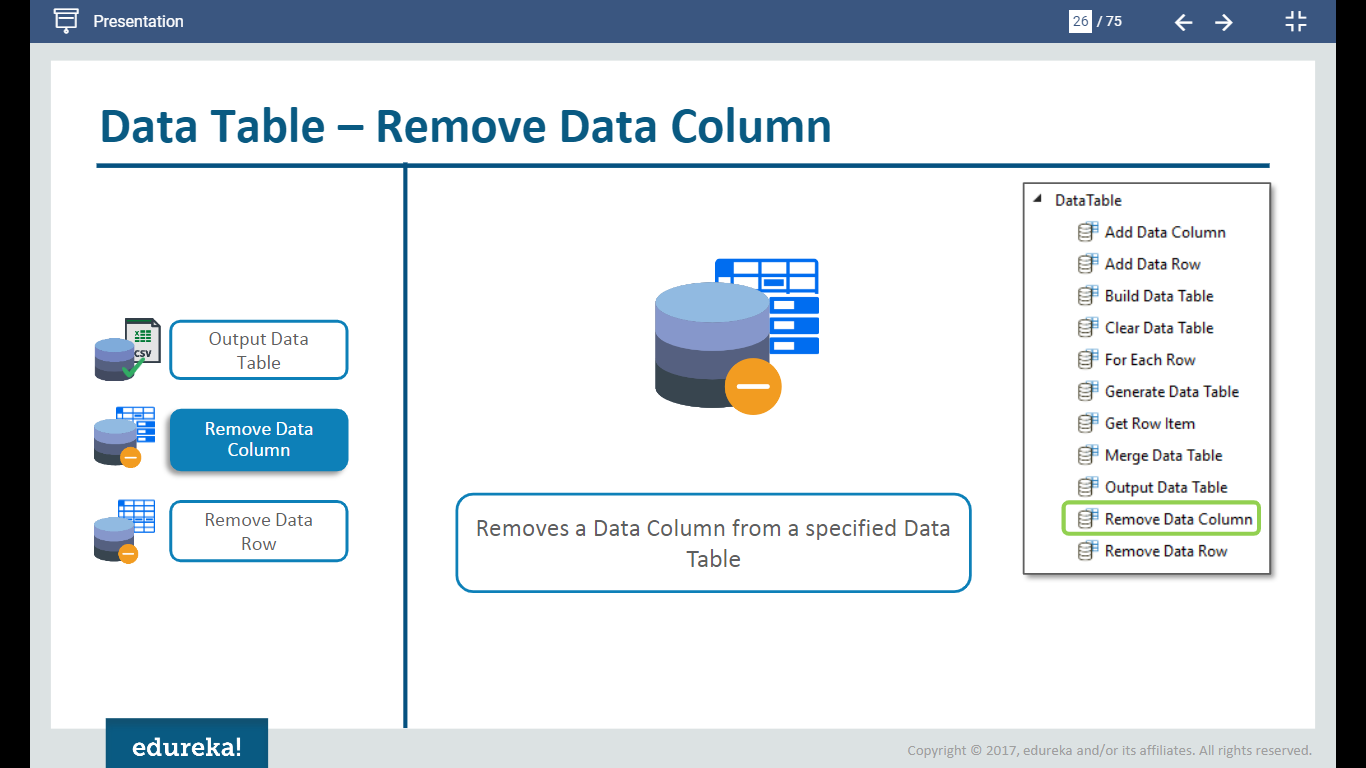 Presentation
26 / 75
Data Table – Remove Data Column
Output Data
Table
CSV
Remove Data
Column
Remove Data
Row
Removes a Data Column from a specified Data
Table
DataTable
Add Data Column
Add Data Row
Build Data Table
Clear Data Table
For Each Row
Generate Data Table
Get Row Item
Merge Data Table
Output Data Table
Remove Data Column
Remove Data Row
edureka!
Copyright © 2017, edureka and/or its affiliates. All rights reserved.